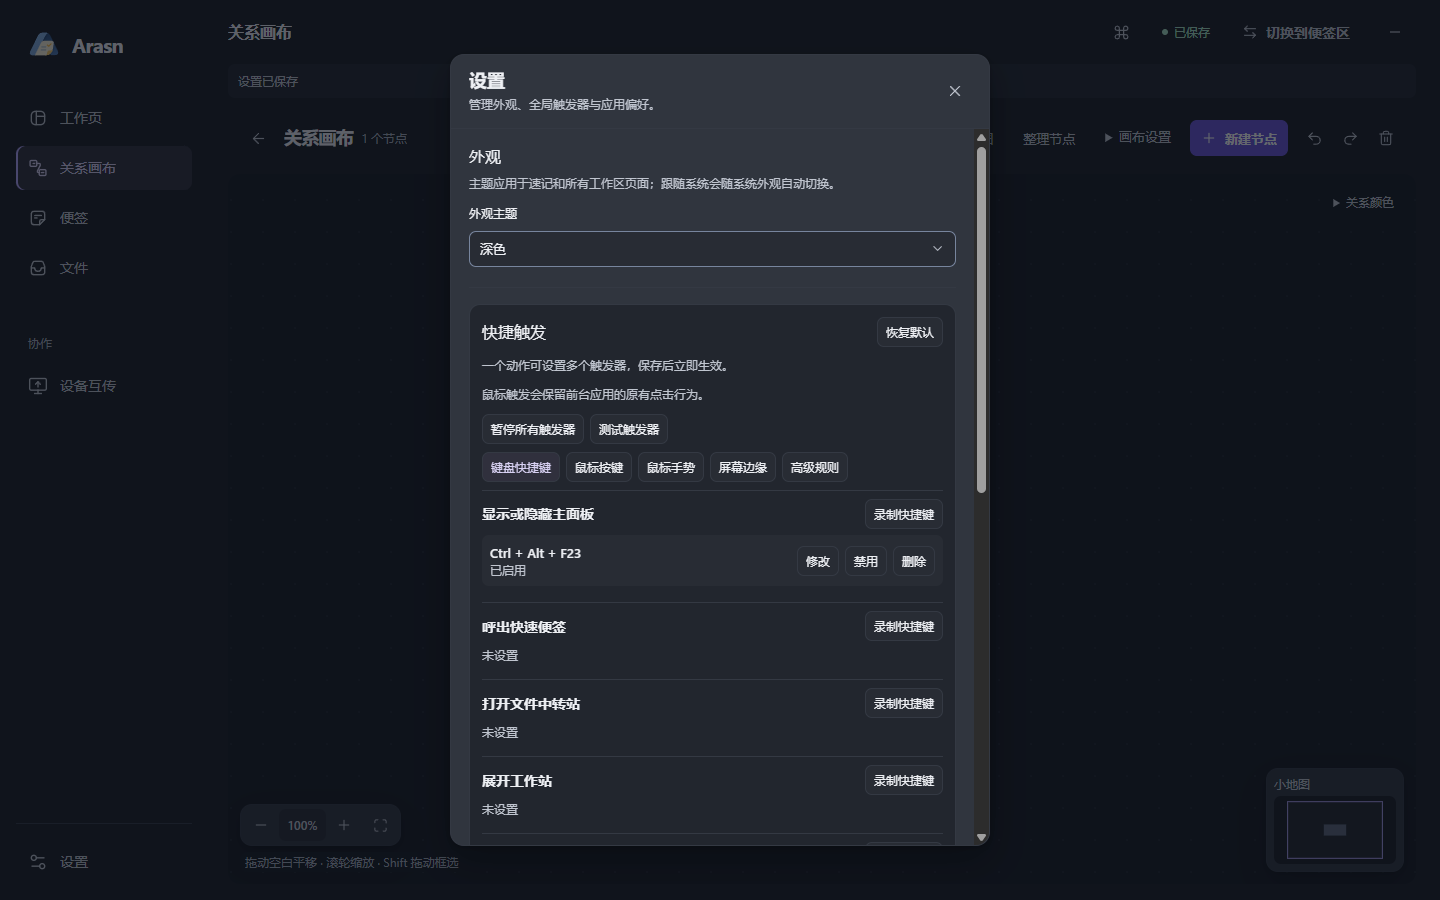 Arasn
工作页
关系画布
便签
文件
协作
设备互传
设置
关系画布
已保存
切换到便签区
设置已保存
关系画布 1 个节点
整理节点
画布设置
新建节点
关系颜色
设置
管理外观、全局触发器与应用偏好。
外观
主题应用于速记和所有工作区页面；跟随系统会随系统外观自动切换。
外观主题
深色
快捷触发
恢复默认
一个动作可设置多个触发器，保存后立即生效。
鼠标触发会保留前台应用的原有点击行为。
暂停所有触发器 测试触发器
键盘快捷键 鼠标按键 鼠标手势 屏幕边缘 高级规则
显示或隐藏主面板 录制快捷键
Ctrl + Alt + F23
已启用
修改 禁用 删除
呼出快速便签 录制快捷键
未设置
打开文件中转站 录制快捷键
未设置
展开工作站 录制快捷键
未设置
100%
拖动空白平移 · 滚轮缩放 · Shift 拖动框选
小地图